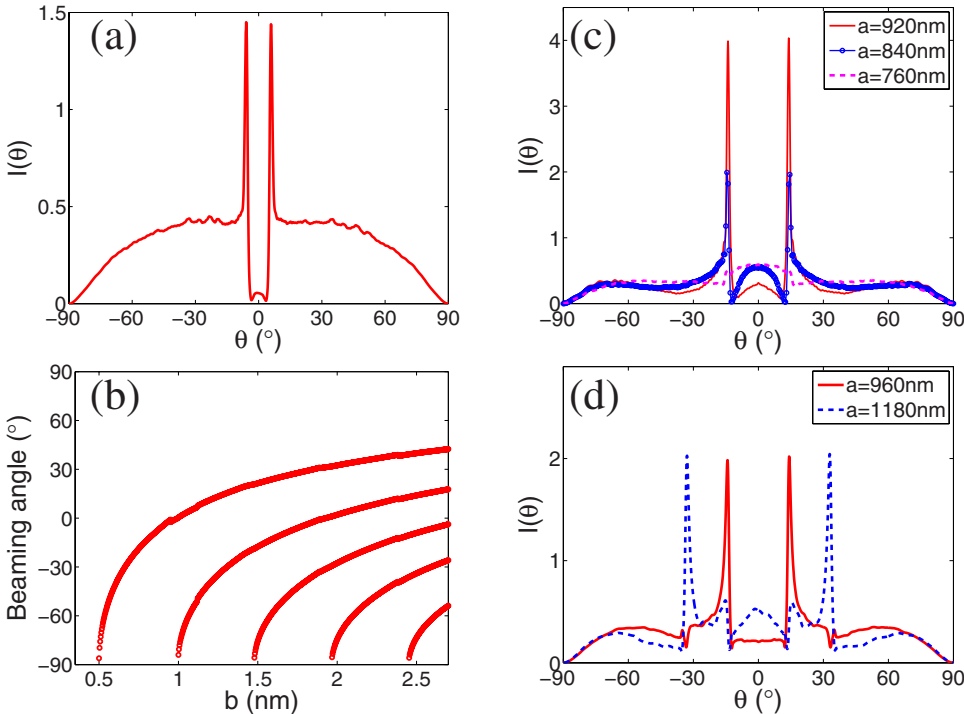 (a)
1.5
1
0.5
0
I(θ)
−90 −60 −30 0 30 60 90
θ (°)
(b)
90
60
30
0
−30
−60
−90
Beaming angle (°)
0.5 1 1.5 2 2.5
b (nm)
(c)
a=920nm
a=840nm
a=760nm
4
3
2
1
0
I(θ)
−90 −60 −30 0 30 60 90
θ (°)
(d)
a=960nm
a=1180nm
2
1
0
I(θ)
−90 −60 −30 0 30 60 90
θ (°)